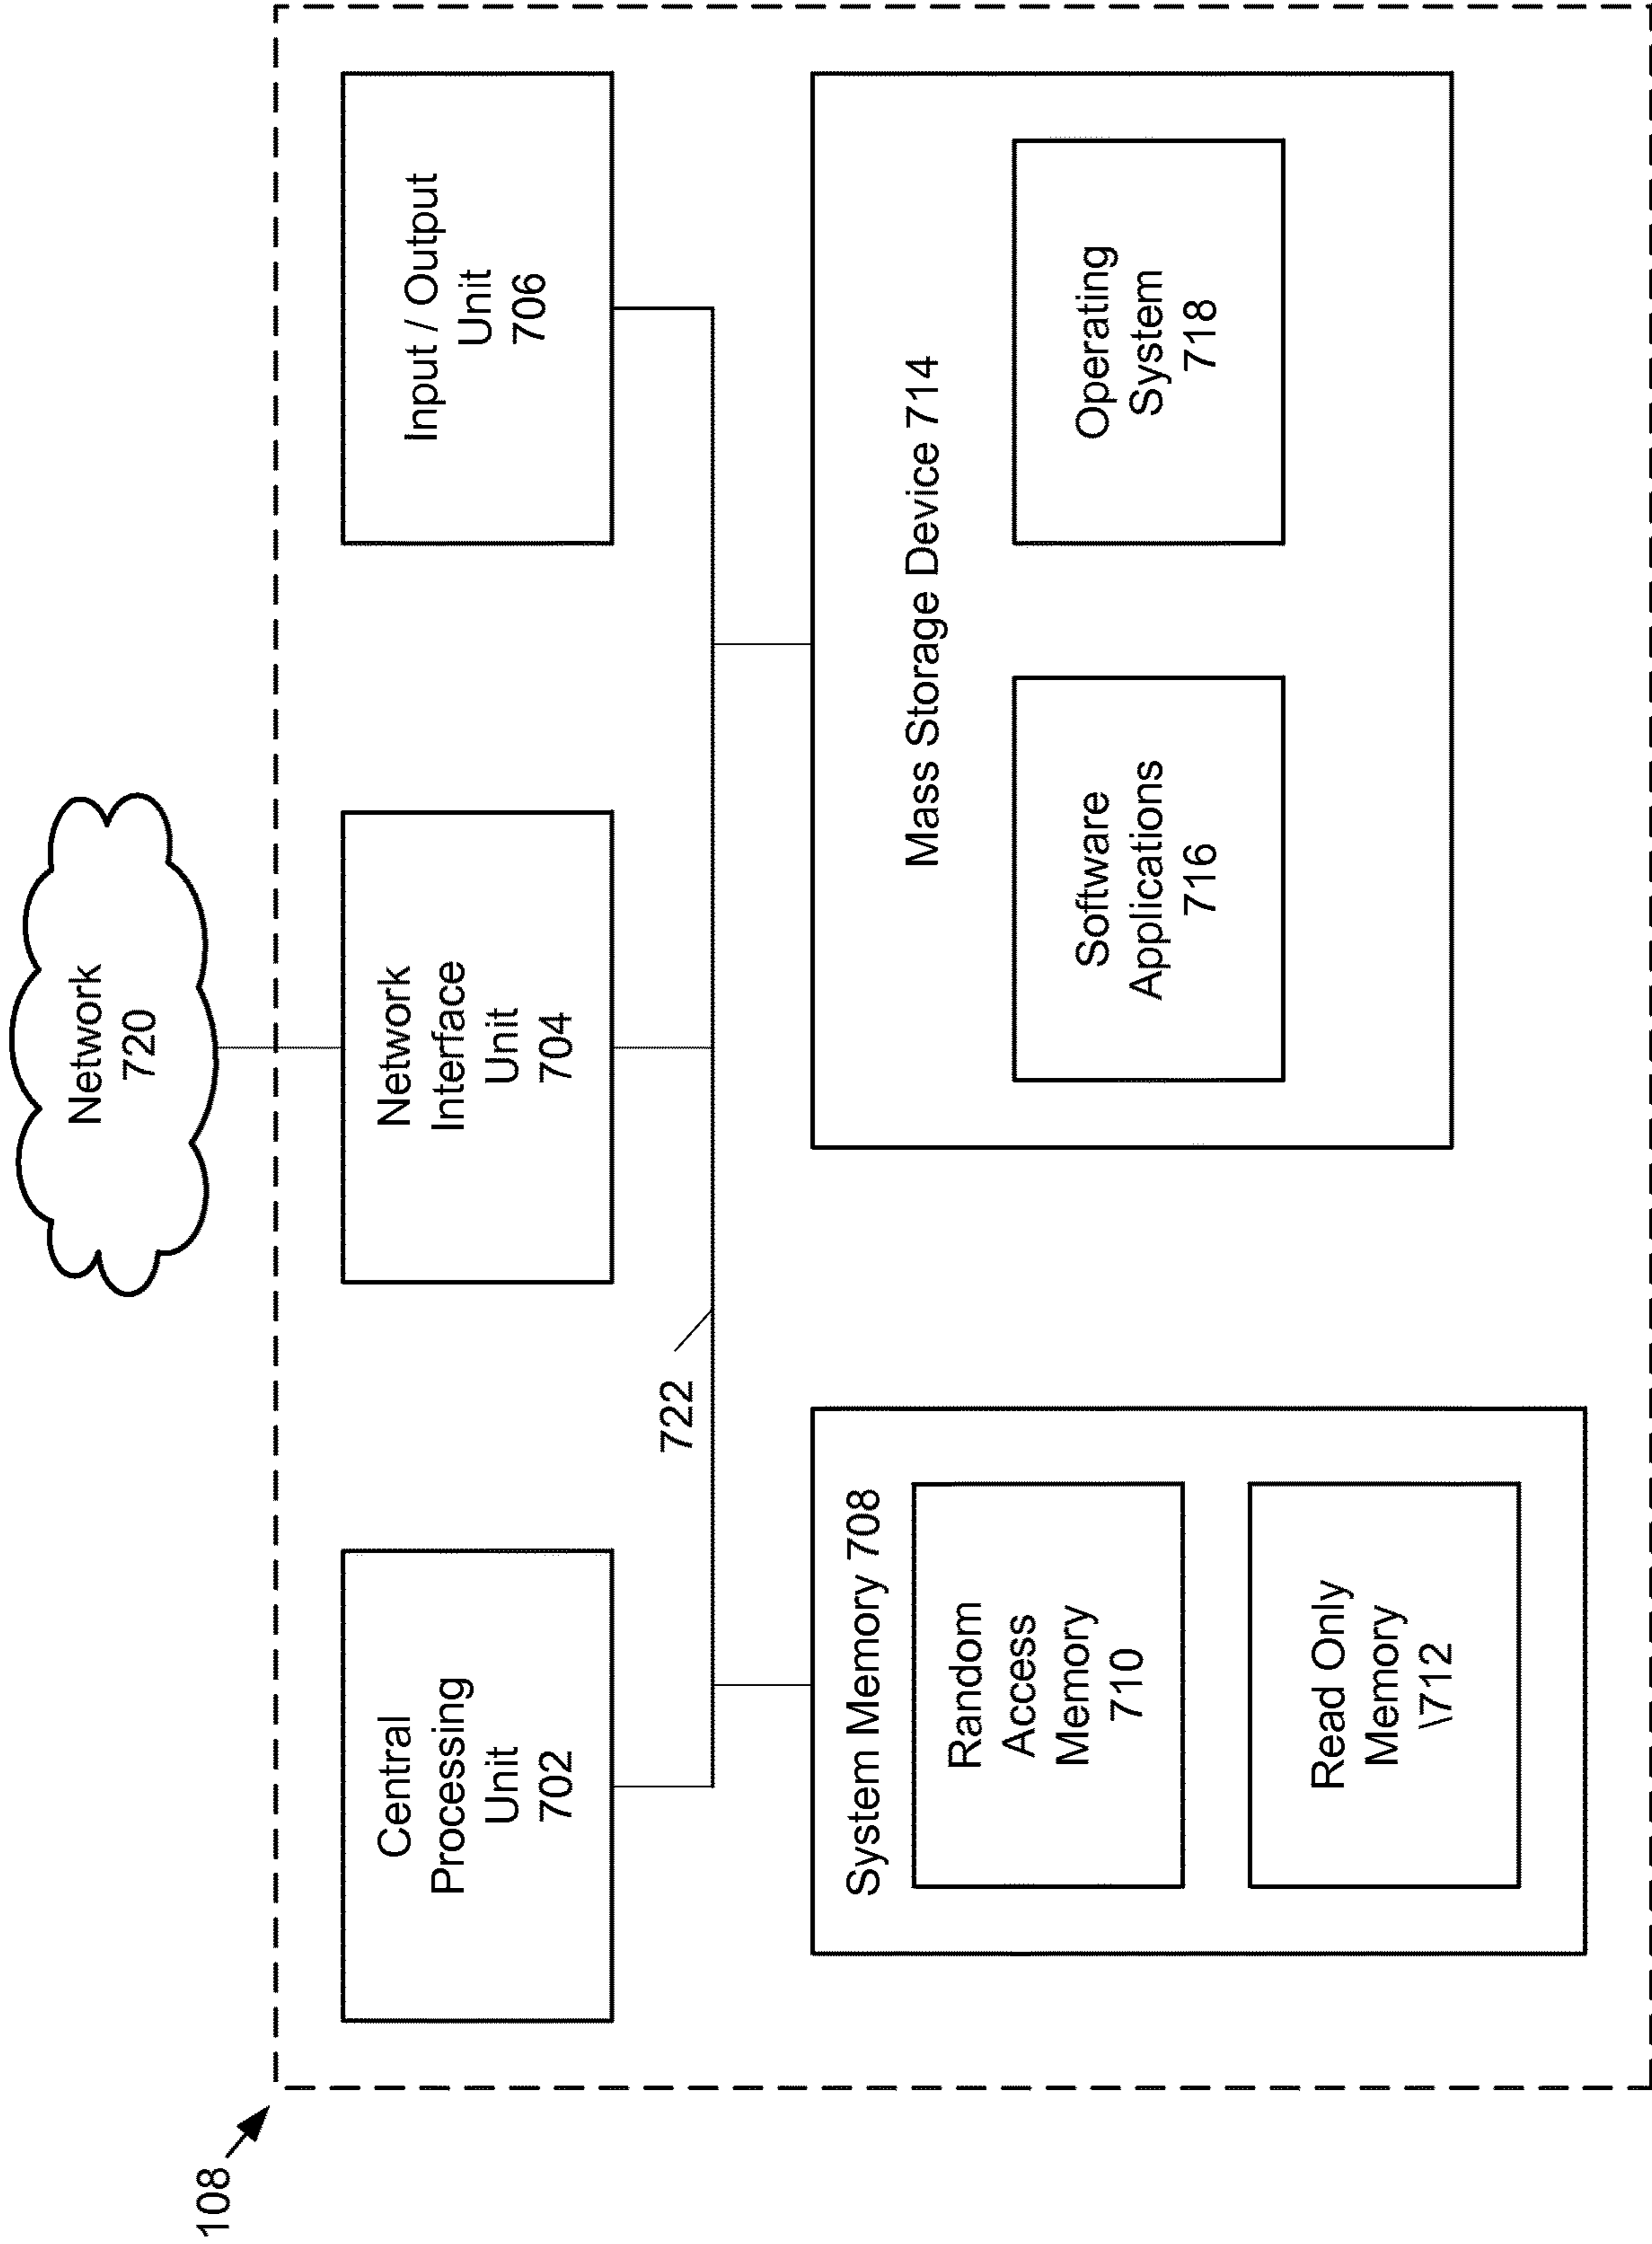 108
Network
720
Central
Processing
Unit
702
Network
Interface
Unit
704
Input / Output
Unit
706
722
System Memory 708
Random
Access
Memory
710
Read Only
Memory
\712
Mass Storage Device 714
Software
Applications
716
Operating
System
718